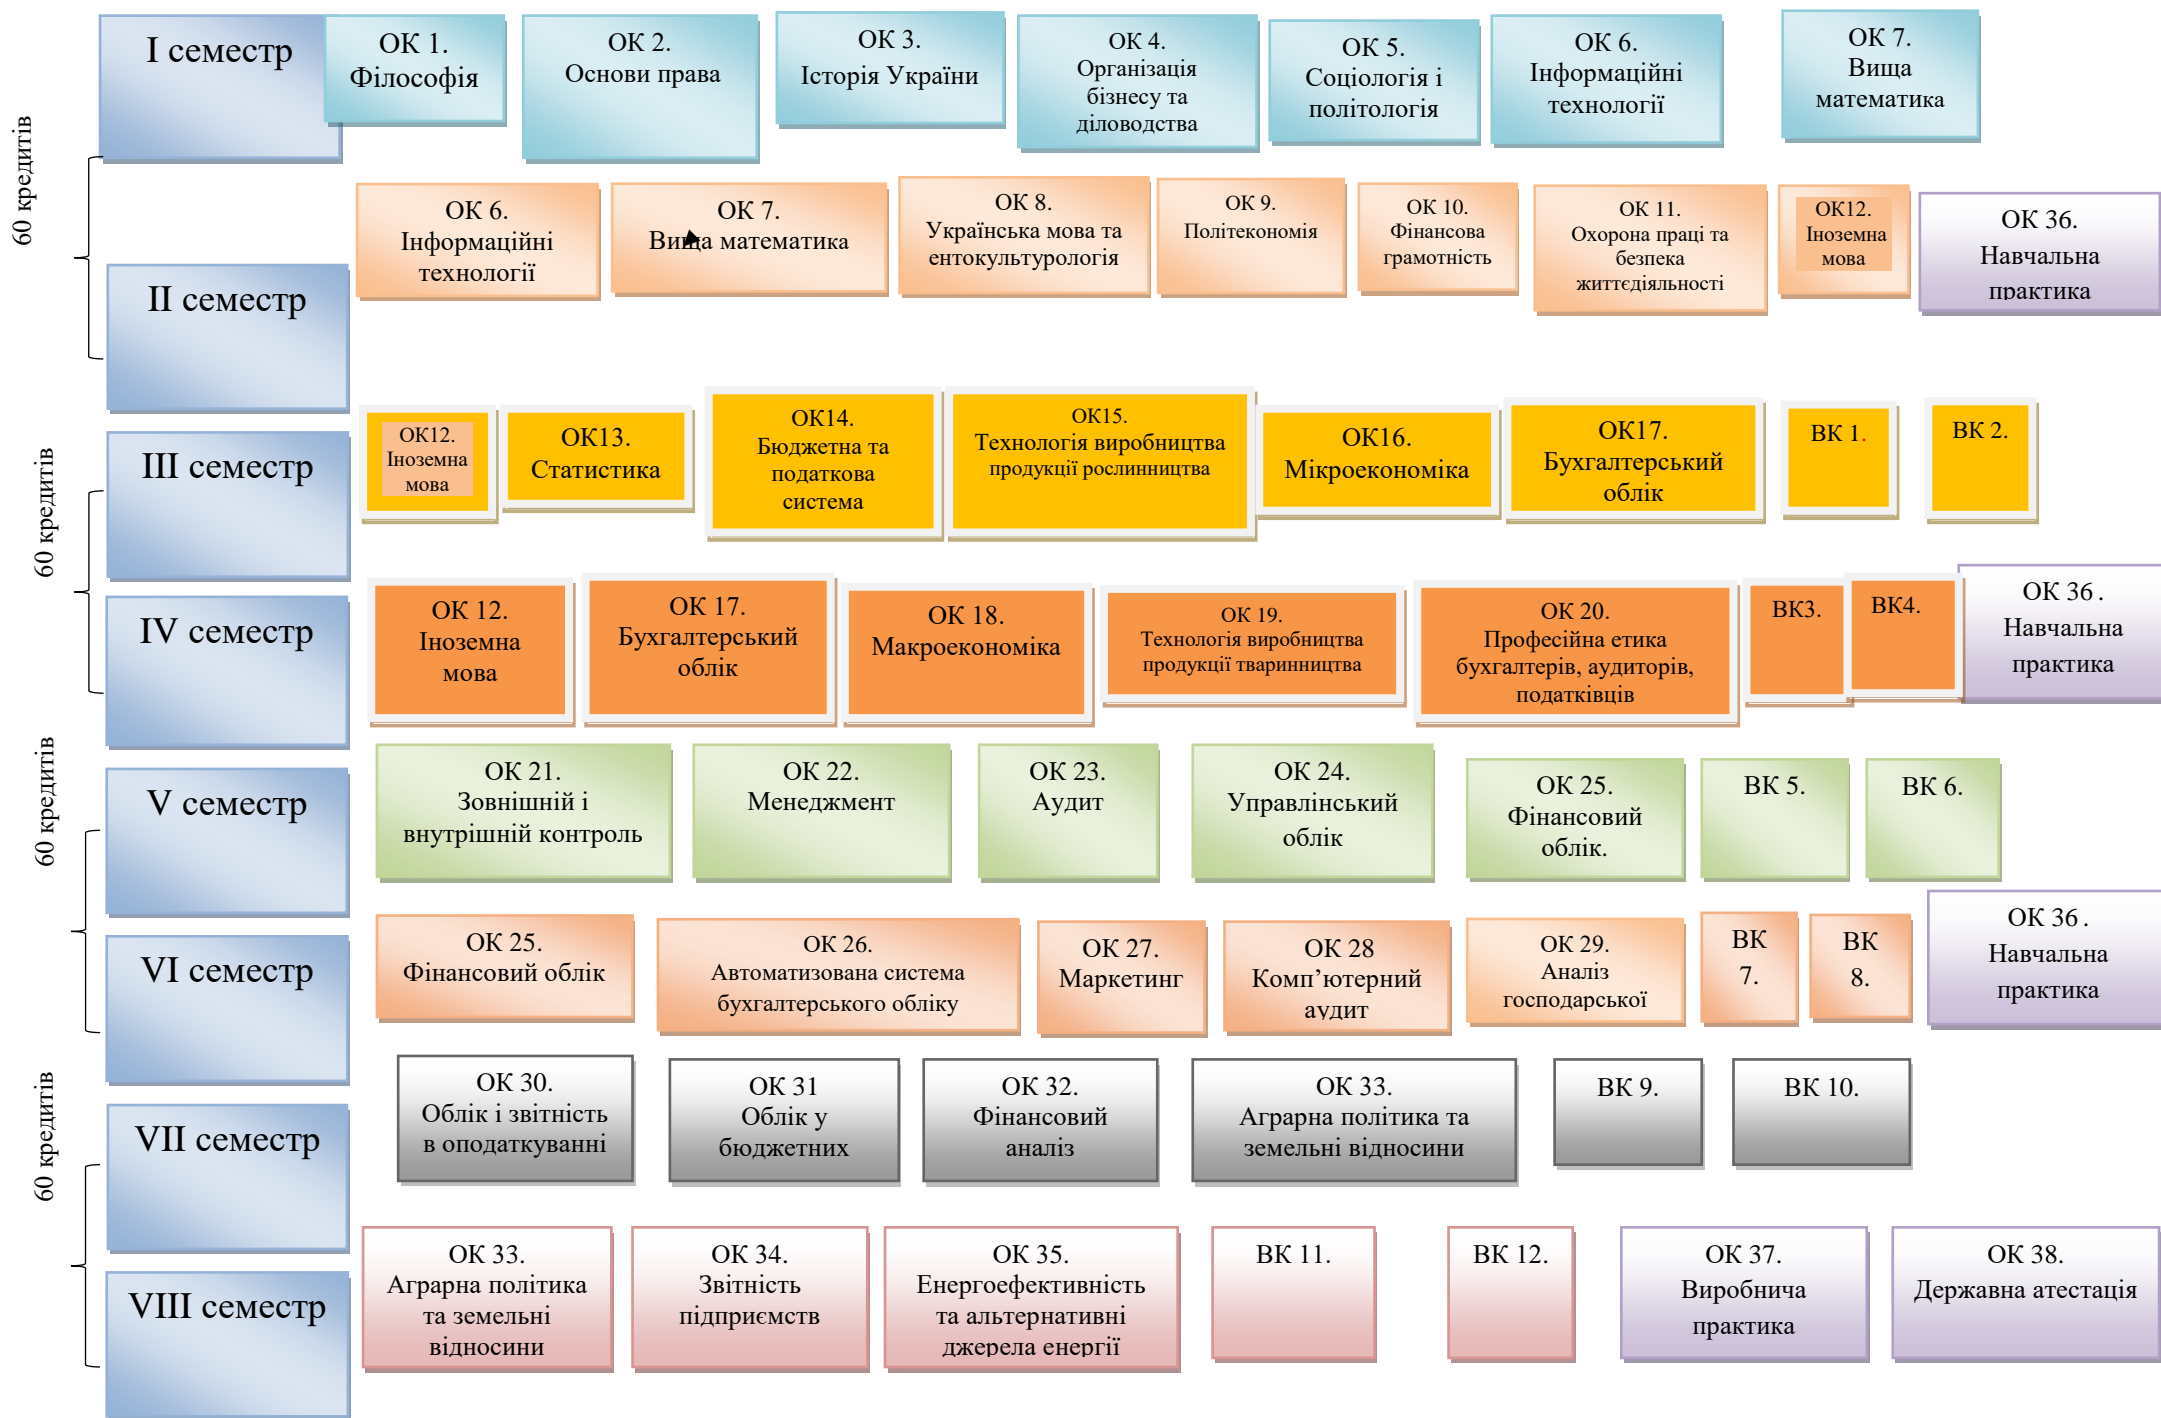 I семестр
ОК 1.
Філософія
ОК 2.
Основи права
ОК 3.
Історія України
ОК 4.
Організація
бізнесу та
діловодства
ОК 5.
Соціологія і
політологія
ОК 6.
Інформаційні
технології
ОК 7.
Вища
математика
60 кредитів
II семестр
ОК 6.
Інформаційні
технології
ОК 7.
Вища математика
ОК 8.
Українська мова та
ентокультурологія
ОК 9.
Політекономія
ОК 10.
Фінансова
грамотність
ОК 11.
Охорона праці та
безпека
життєдіяльності
ОК12.
Іноземна
мова
ОК 36.
Навчальна
практика
III семестр
ОК12.
Іноземна
мова
ОК13.
Статистика
ОК14.
Бюджетна та
податкова
система
ОК15.
Технологія виробництва
продукції рослинництва
ОК16.
Мікроекономіка
ОК17.
Бухгалтерський
облік
ВК 1.
ВК 2.
60 кредитів
IV семестр
ОК 12.
Іноземна
мова
ОК 17.
Бухгалтерський
облік
ОК 18.
Макроекономіка
ОК 19.
Технологія виробництва
продукції тваринництва
ОК 20.
Професійна етика
бухгалтерів, аудиторів,
податківців
ВК3.
ВК4.
ОК 36.
Навчальна
практика
V семестр
ОК 21.
Зовнішній і
внутрішній контроль
ОК 22.
Менеджмент
ОК 23.
Аудит
ОК 24.
Управлінський
облік
ОК 25.
Фінансовий
облік.
ВК 5.
ВК 6.
60 кредитів
VI семестр
ОК 25.
Фінансовий облік
ОК 26.
Автоматизована система
бухгалтерського обліку
ОК 27.
Маркетинг
ОК 28
Комп’ютерний
аудит
ОК 29.
Аналіз
господарської
ВК
7.
ВК
8.
ОК 36.
Навчальна
практика
VII семестр
ОК 30.
Облік і звітність
в оподаткуванні
ОК 31
Облік у
бюджетних
ОК 32.
Фінансовий
аналіз
ОК 33.
Аграрна політика та
земельні відносини
ВК 9.
ВК 10.
60 кредитів
VIII семестр
ОК 33.
Аграрна політика
та земельні
відносини
ОК 34.
Звітність
підприємств
ОК 35.
Енергоефективність
та альтернативні
джерела енергії
ВК 11.
ВК 12.
ОК 37.
Виробнича
практика
ОК 38.
Державна атестація